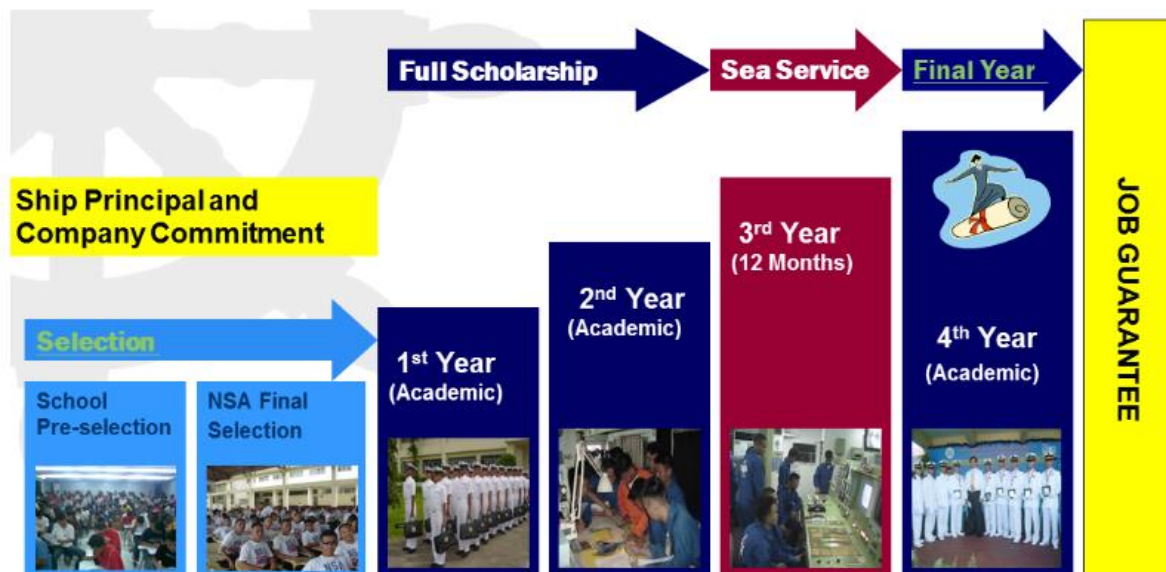 Full Scholarship
Sea Service
Final Year
Ship Principal and
Company Commitment
Selection
School
Pre-selection
NSA Final
Selection
1st Year
(Academic)
2nd Year
(Academic)
3rd Year
(12 Months)
4th Year
(Academic)
JOB GUARANTEE